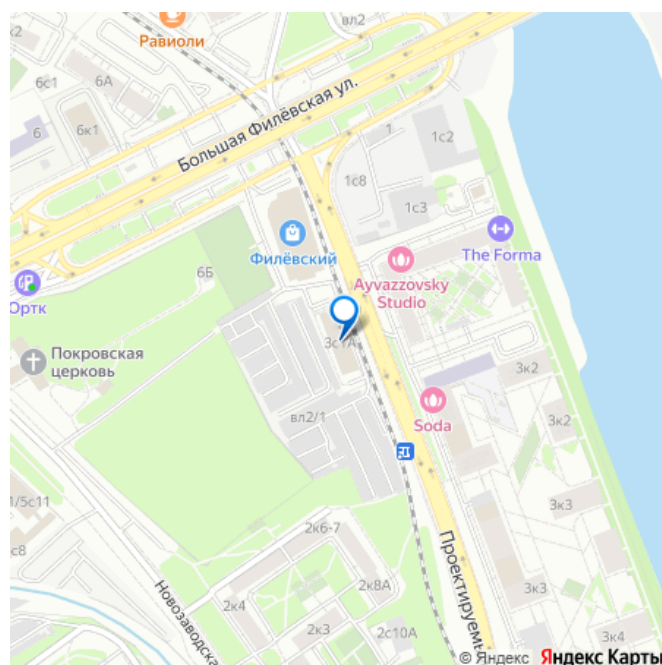 вл2
Равиоли
6с1
6А
6
6к1
Большая Филёвская ул.
1
1с2
1с8
1с3
Филёвский
The Forma
6Б
Ayvazzovsky
Studio
Ортк
3с1А
Покровская
церковь
3к2
Soda
3к2
вл2/1
1/5с11
3к3
с8
2к6-7
2к8А
3к3
Проектируемы
Новозаводска
2к4
2к3
2с10А
3к4
© Яндекс Яндекс Карты